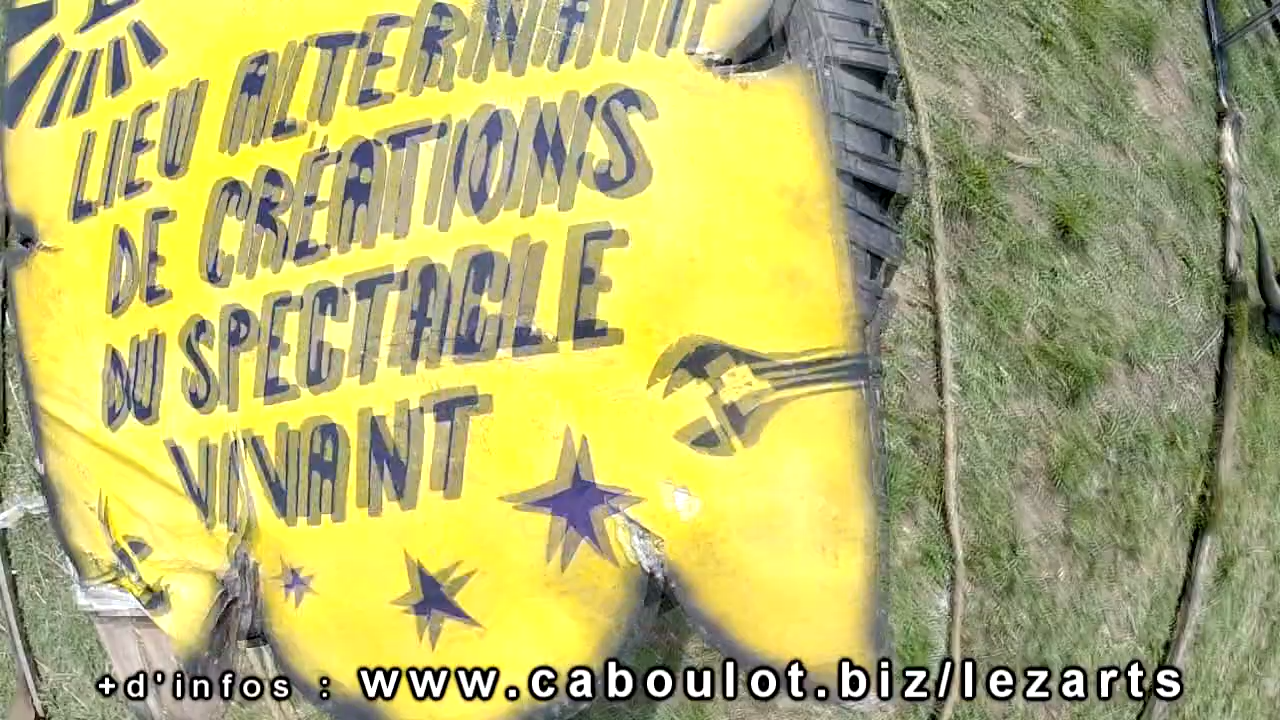 LIEU ALTERNATIF
DE CRÉATIONS
DU SPECTACLE
VIVANT
+d'infos : www.caboulot.biz/lezarts